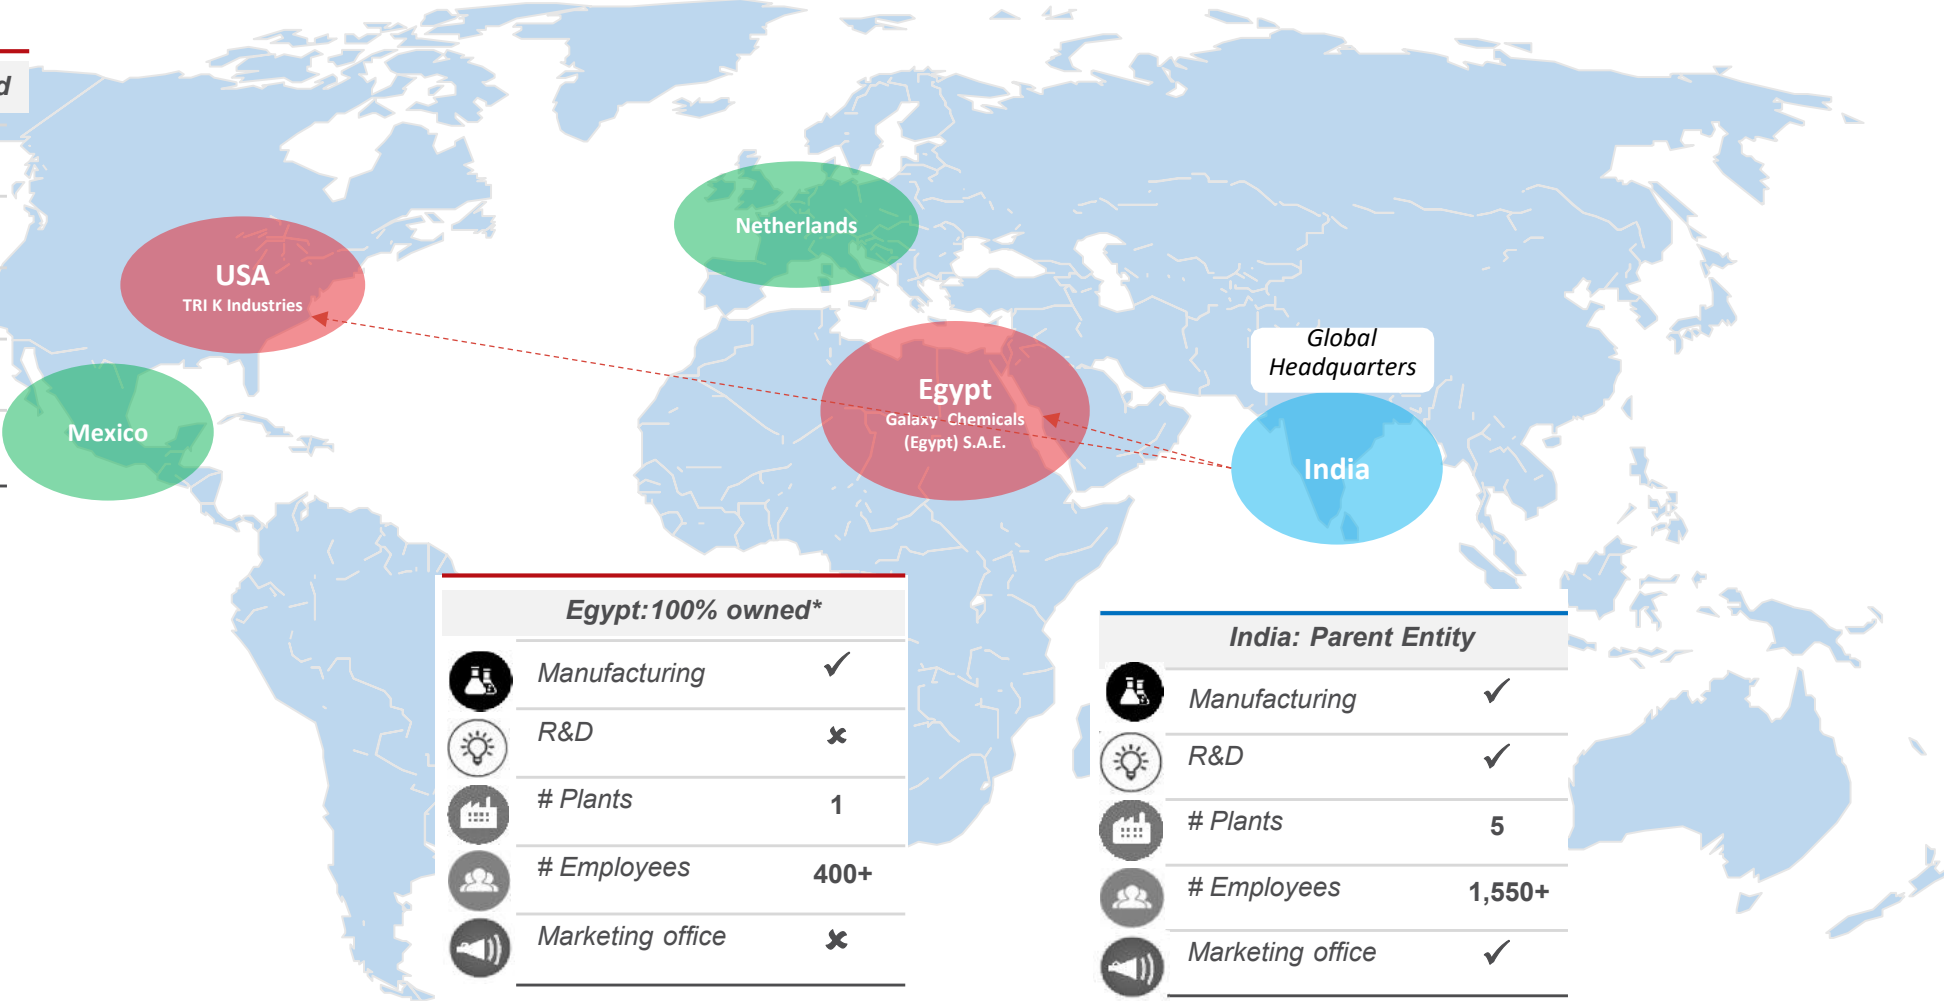 d
Netherlands
USA
TRI K Industries
Global
Headquarters
Egypt
Galaxy Chemicals
(Egypt) S.A.E.
Mexico
India
Egypt:100% owned*
Manufacturing ✓
R&D ✘
# Plants 1
# Employees 400+
Marketing office ✘
India: Parent Entity
Manufacturing ✓
R&D ✓
# Plants 5
# Employees 1,550+
Marketing office ✓